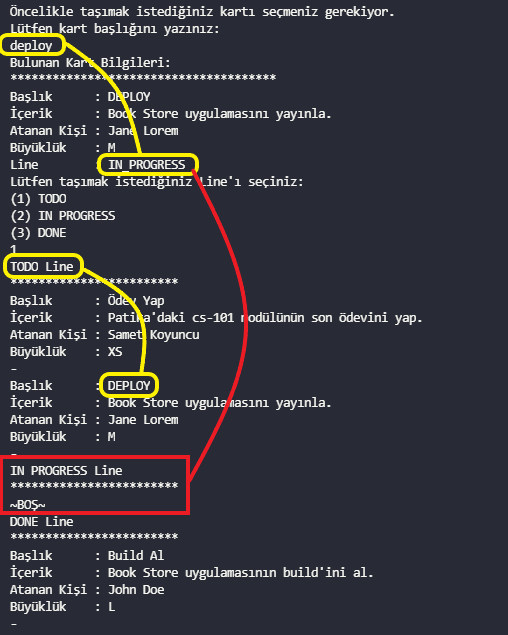 Öncelikle taşımak istediğiniz kartı seçmeniz gerekiyor.
Lütfen kart başlığını yazınız:
deploy
Bulunan Kart Bilgileri:
**************************************
Başlık    : DEPLOY
İçerik    : Book Store uygulamasını yayınla.
Atanan Kişi : Jane Lorem
Büyüklük    : M
Line    : IN_PROGRESS
Lütfen taşımak istediğiniz Line'ı seçiniz:
(1) TODO
(2) IN PROGRESS
(3) DONE
1
TODO Line
************************
Başlık    : Ödev Yap
İçerik    : Patika'daki cs-101 modülünün son ödevini yap.
Atanan Kişi : Samet Koyuncu
Büyüklük    : XS
-
Başlık    : DEPLOY
İçerik    : Book Store uygulamasını yayınla.
Atanan Kişi : Jane Lorem
Büyüklük    : M
-
IN PROGRESS Line
************************
~BOŞ~
DONE Line
************************
Başlık    : Build Al
İçerik    : Book Store uygulamasının build'ini al.
Atanan Kişi : John Doe
Büyüklük    : L
-